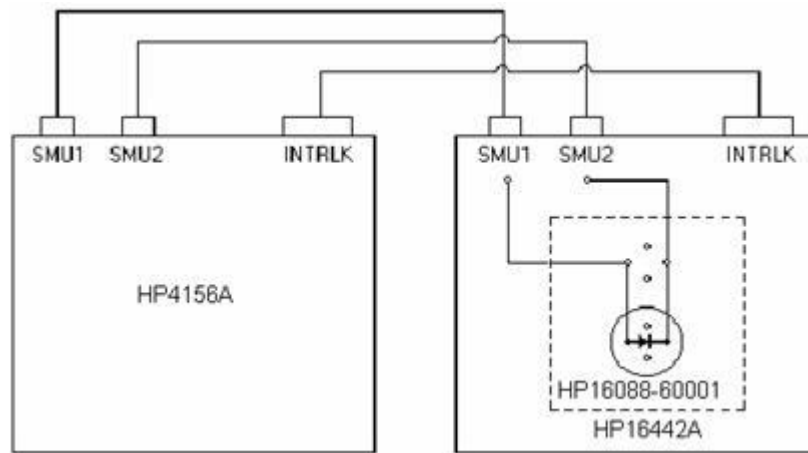 SMU1 SMU2 INTRLK
SMU1 SMU2 INTRLK
HP4156A
HP16088-60001
HP16442A